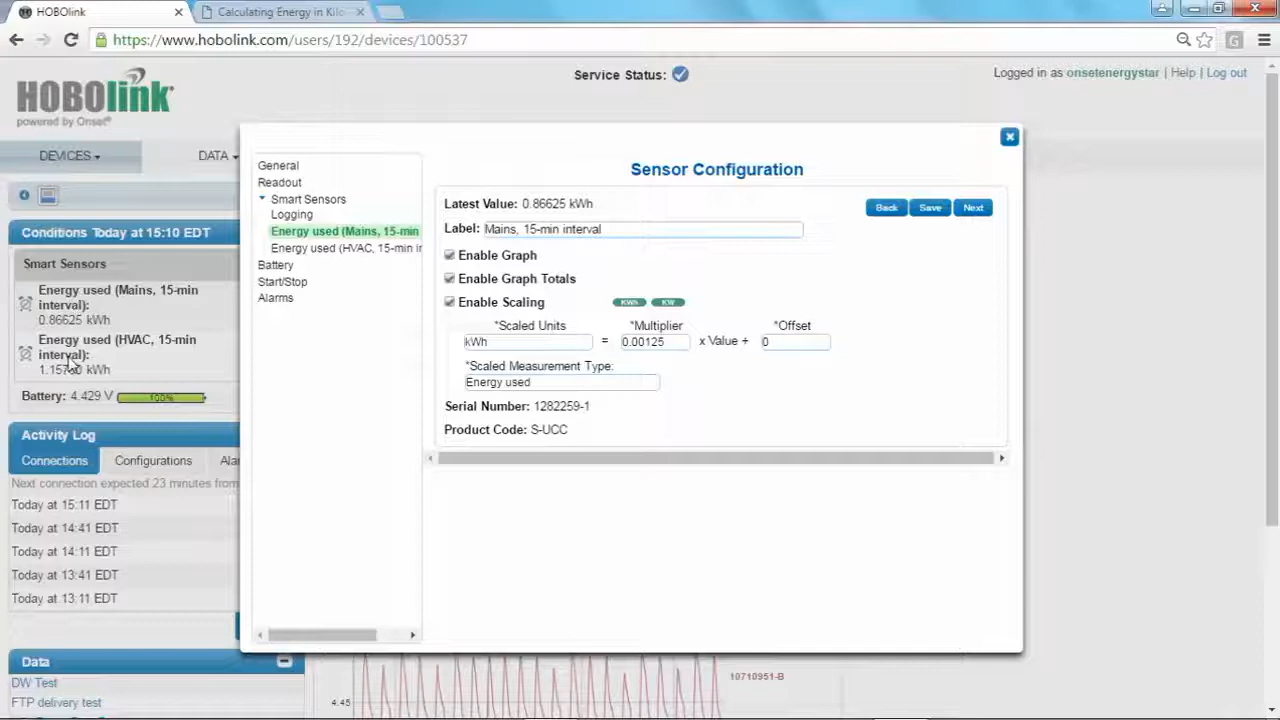 HOBOlink
Calculating Energy in Kilo
https://www.hobolink.com/users/192/devices/100537
HOBOlink
powered by Onset
Service Status:
Logged in as onsetenergystar | Help | Log out
DEVICES
DATA
Conditions Today at 15:10 EDT
Smart Sensors
Energy used (Mains, 15-min
interval):
0.86625 kWh
Energy used (HVAC, 15-min
interval):
kWh
Battery: 4.429 V 100%
Activity Log
Connections
Configurations
Alar
Next connection expected 23 minutes from
Today at 15:11 EDT
Today at 14:41 EDT
Today at 14:11 EDT
Today at 13:41 EDT
Today at 13:11 EDT
Data
DW Test
FTP delivery test
General
Readout
Smart Sensors
Logging
Energy used (Mains, 15-min
Energy used (HVAC, 15-min ir
Battery
Start/Stop
Alarms
Sensor Configuration
Latest Value: 0.86625 kWh
Back
Save
Next
Label: Mains, 15-min interval
Enable Graph
Enable Graph Totals
Enable Scaling
KWh
KW
*Scaled Units
*Multiplier
*Offset
kWh = 0.00125 x Value + 0
*Scaled Measurement Type:
Energy used
Serial Number: 1282259-1
Product Code: S-UCC
10710951-B
4.45